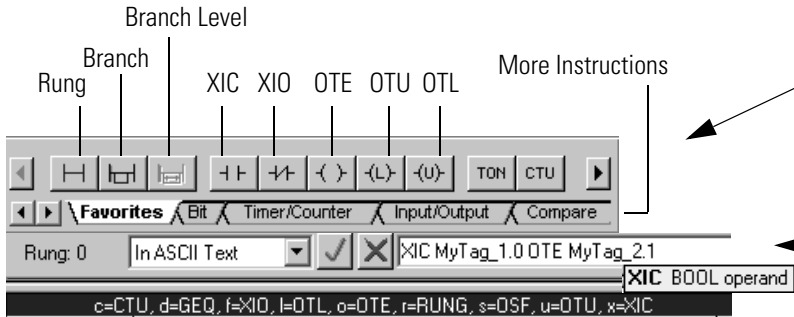 Branch Level
Branch
Rung XIC XIO OTE OTU OTL More Instructions
(L) (U) TON CTU
Favorites Bit Timer/Counter Input/Output Compare
Rung: 0 In ASCII Text XIC MyTag_1.0 OTE MyTag_2.1
XIC BOOL operand
c=CTU, d=GEQ, f=XIO, l=OTL, o=OTE, r=RUNG, s=OSF, u=OTU, x=XIC